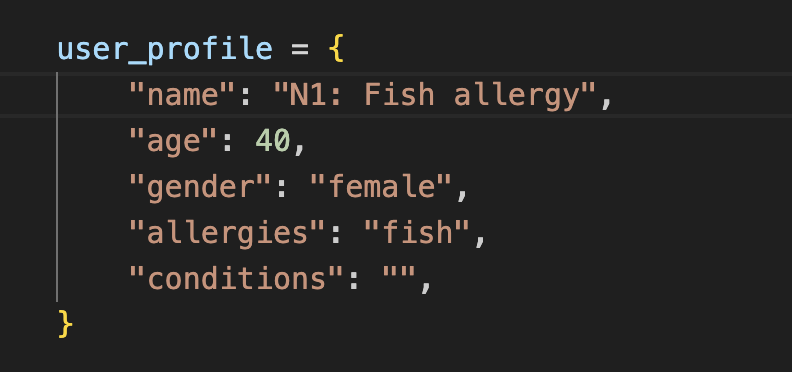 user_profile = {
    "name": "N1: Fish allergy",
    "age": 40,
    "gender": "female",
    "allergies": "fish",
    "conditions": "",
}